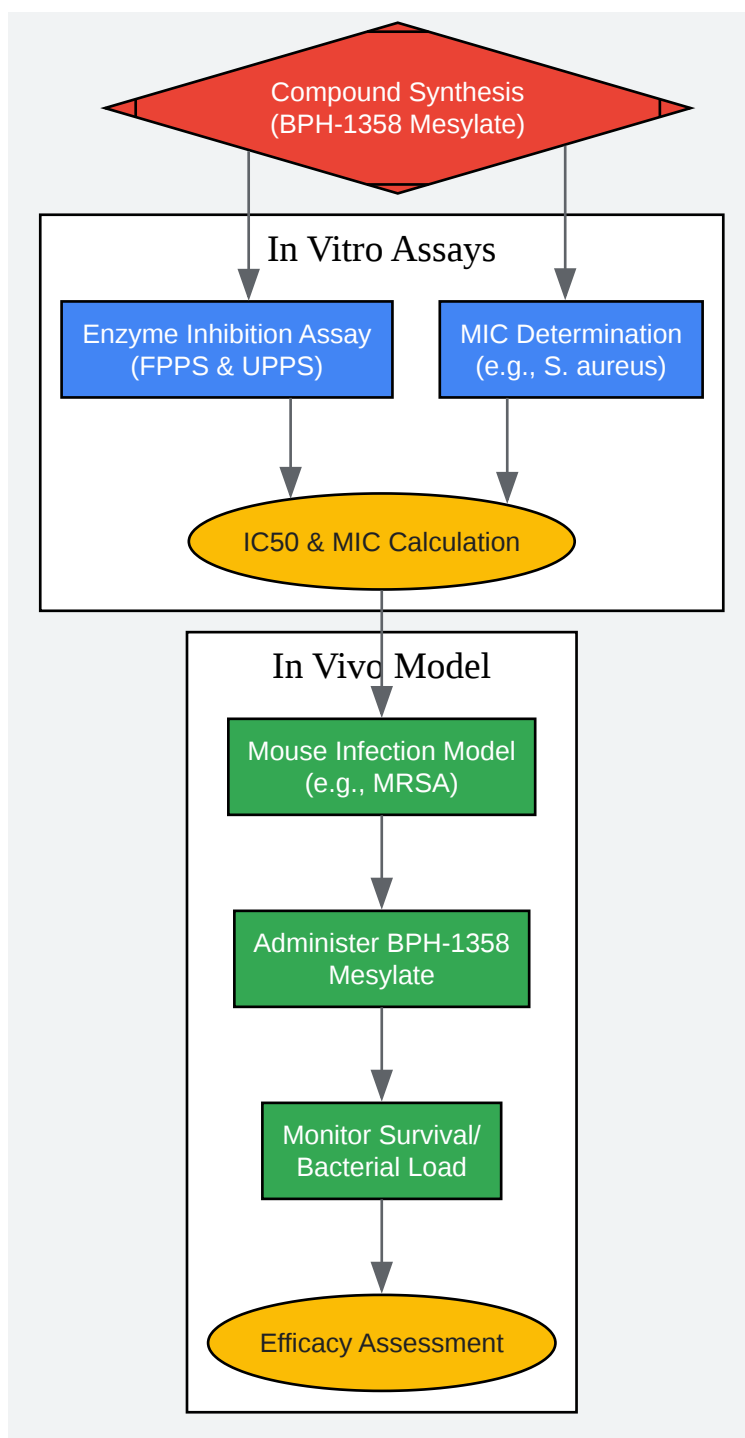 Compound Synthesis
(BPH-1358 Mesylate)
In Vitro Assays
Enzyme Inhibition Assay
(FPPS & UPPS)
MIC Determination
(e.g., S. aureus)
IC50 & MIC Calculation
In Vivo Model
Mouse Infection Model
(e.g., MRSA)
Administer BPH-1358
Mesylate
Monitor Survival/
Bacterial Load
Efficacy Assessment